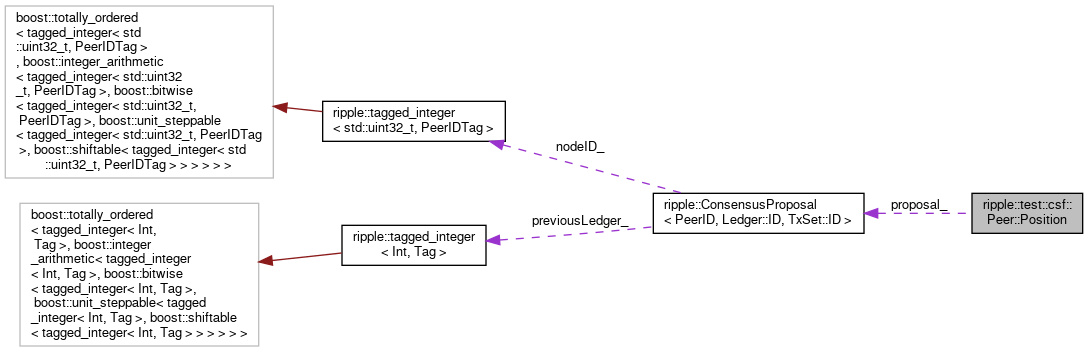 boost::totally_ordered
< tagged_integer< std
::uint32_t, PeerIDTag >
, boost::integer_arithmetic
< tagged_integer< std::uint32
_t, PeerIDTag >, boost::bitwise
< tagged_integer< std::uint32_t,
PeerIDTag >, boost::unit_steppable
< tagged_integer< std::uint32_t, PeerIDTag
>, boost::shiftable< tagged_integer< std
::uint32_t, PeerIDTag > > > > > >
ripple::tagged_integer
< std::uint32_t, PeerIDTag >
nodeID_
boost::totally_ordered
< tagged_integer< Int,
Tag >, boost::integer
_arithmetic< tagged_integer
< Int, Tag >, boost::bitwise
< tagged_integer< Int, Tag >,
boost::unit_steppable< tagged
_integer< Int, Tag >, boost::shiftable
< tagged_integer< Int, Tag > > > > > >
ripple::tagged_integer
< Int, Tag >
previousLedger_
ripple::ConsensusProposal
< PeerID, Ledger::ID, TxSet::ID >
proposal_
ripple::test::csf::
Peer::Position